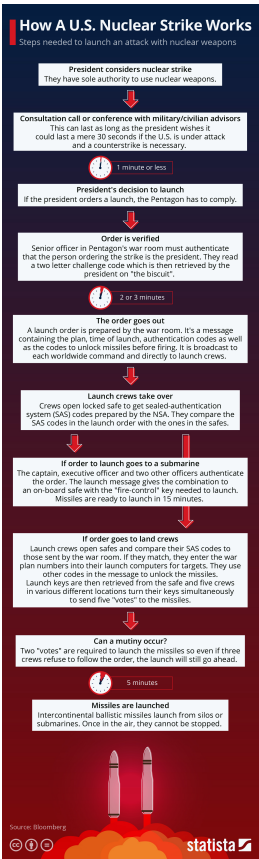 How A U.S. Nuclear Strike Works
Steps needed to launch an attack with nuclear weapons
President considers nuclear strike
They have sole authority to use nuclear weapons.
Consultation call or conference with military/civilian advisors
This can last as long as the president wishes it
could last a mere 30 seconds if the U.S. is under attack
and a counterstrike is necessary.
1 minute or less
President's decision to launch
If the president orders a launch, the Pentagon has to comply.
Order is verified
Senior officer in Pentagon's war room must authenticate
that the person ordering the strike is the president. They read
a two letter challenge code which is then retrieved by the
president on "the biscuit".
2 or 3 minutes
The order goes out
A launch order is prepared by the war room. It's a message
containing the plan, time of launch, authentication codes as well
as the codes to unlock missiles before firing. It is broadcast to
each worldwide command and directly to launch crews.
Launch crews take over
Crews open locked safe to get sealed-authentication
system (SAS) codes prepared by the NSA. They compare the
SAS codes in the launch order with the ones in the safes.
If order to launch goes to a submarine
The captain, executive officer and two other officers authenticate
the order. The launch message gives the combination to
an on-board safe with the "fire-control" key needed to launch.
Missiles are ready to launch in 15 minutes.
If order goes to land crews
Launch crews open safes and compare their SAS codes to
those sent by the war room. If they match, they enter the war
plan numbers into their launch computers for targets. They use
other codes in the message to unlock the missiles.
Launch keys are then retrieved from the safe and five crews
in various different locations turn their keys simultaneously
to send five "votes" to the missiles.
Can a mutiny occur?
Two "votes" are required to launch the missiles so even if three
crews refuse to follow the order, the launch will still go ahead.
5 minutes
Missiles are launched
Intercontinental ballistic missiles launch from silos or
submarines. Once in the air, they cannot be stopped.
Source: Bloomberg
statista